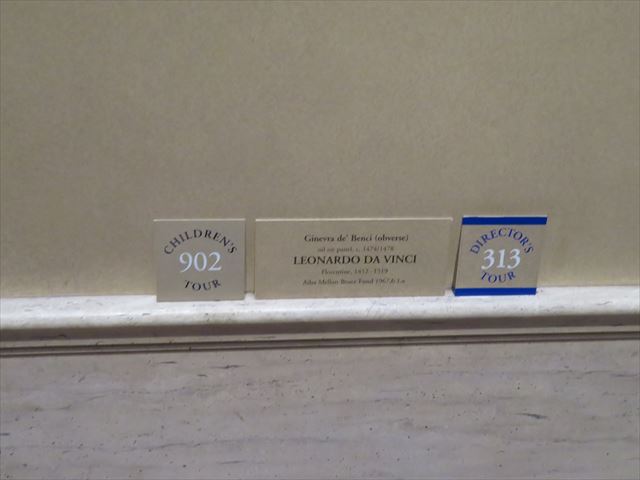 CHILDREN'S
902
TOUR
Ginevra de' Benci (obverse)
oil on panel, c. 1474/1478
LEONARDO DA VINCI
Florentine, 1452 - 1519
Ailsa Mellon Bruce Fund 1967.6.1.a
DIRECTOR'S
313
TOUR